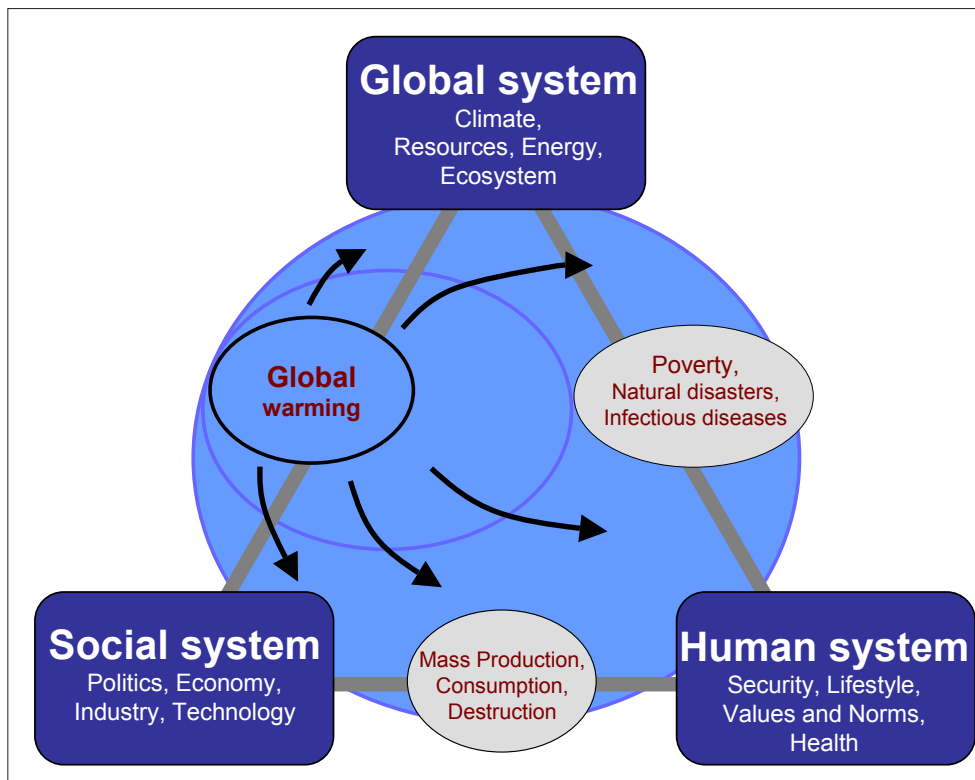 Global system
Climate,
Resources, Energy,
Ecosystem
Global
warming
Poverty,
Natural disasters,
Infectious diseases
Social system
Politics, Economy,
Industry, Technology
Mass Production,
Consumption,
Destruction
Human system
Security, Lifestyle,
Values and Norms,
Health